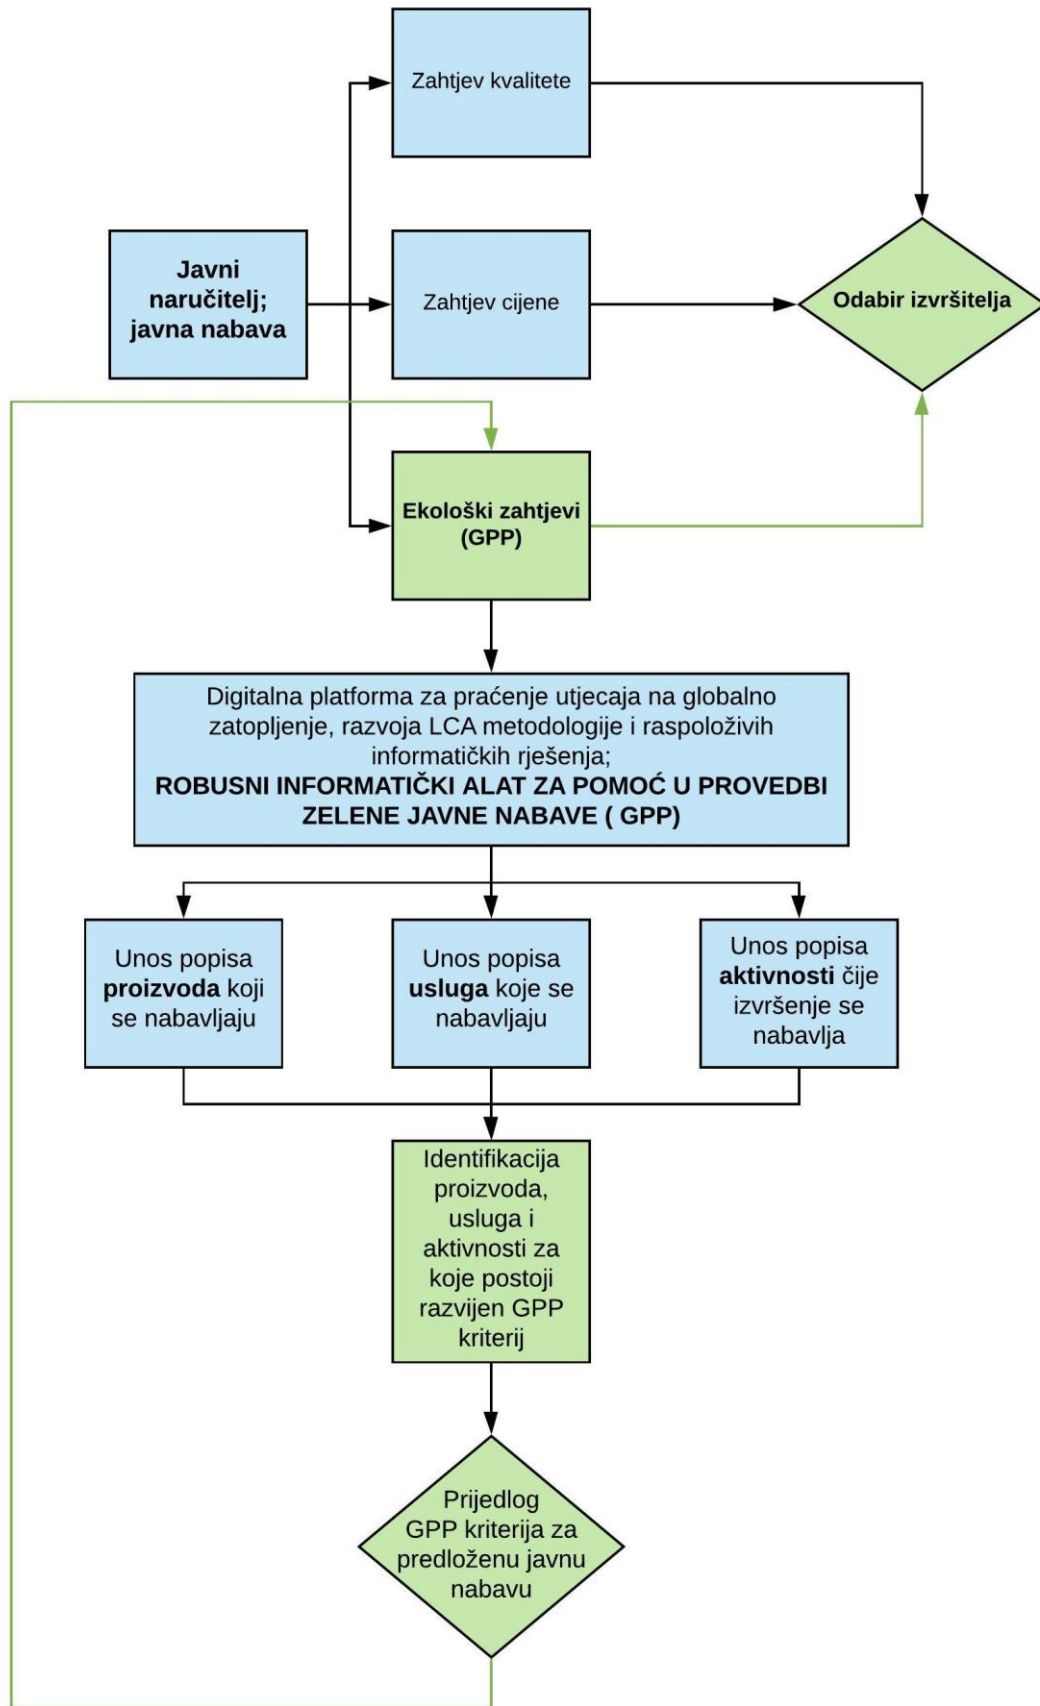 Zahtjev kvalitete
Javni
naručitelj;
javna nabava
Zahtjev cijene
Odabir izvršitelja
Ekološki zahtjevi
(GPP)
Digitalna platforma za praćenje utjecaja na globalno
zatopljenje, razvoja LCA metodologije i raspoloživih
informatičkih rješenja;
ROBUSNI INFORMATIČKI ALAT ZA POMOĆ U PROVEDBI
ZELENE JAVNE NABAVE ( GPP)
Unos popisa
proizvoda koji
se nabavljaju
Unos popisa
usluga koje se
nabavljaju
Unos popisa
aktivnosti čije
izvršenje se
nabavlja
Identifikacija
proizvoda,
usluga i
aktivnosti za
koje postoji
razvijen GPP
kriterij
Prijedlog
GPP kriterija za
predloženu javnu
nabavu